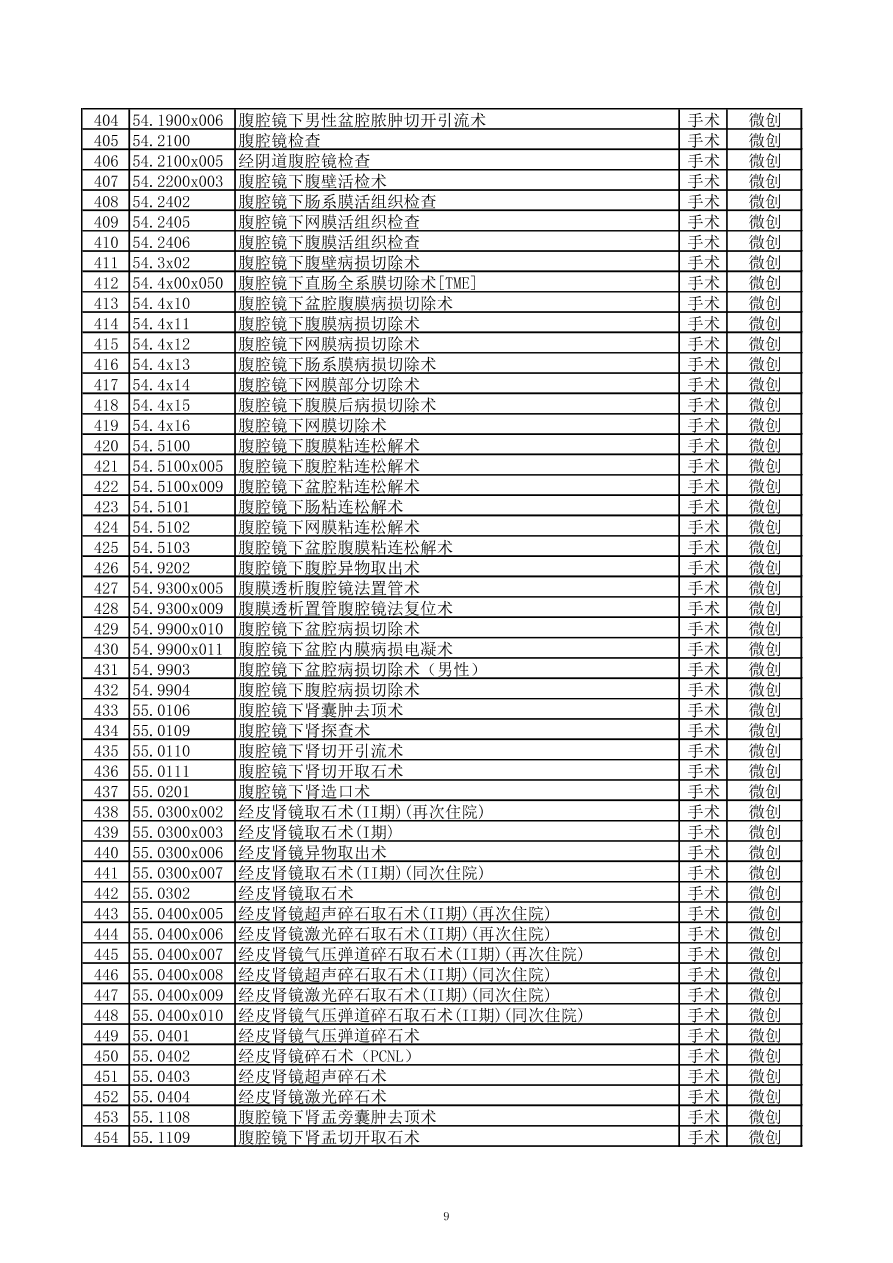 404 54.1900x006 腹腔镜下男性盆腔脓肿切开引流术 手术 微创
405 54.2100 腹腔镜检查 手术 微创
406 54.2100x005 经阴道腹腔镜检查 手术 微创
407 54.2200x003 腹腔镜下腹壁活检术 手术 微创
408 54.2402 腹腔镜下肠系膜活组织检查 手术 微创
409 54.2405 腹腔镜下网膜活组织检查 手术 微创
410 54.2406 腹腔镜下腹膜活组织检查 手术 微创
411 54.3x02 腹腔镜下腹壁病损切除术 手术 微创
412 54.4x00x050 腹腔镜下直肠全系膜切除术[TME] 手术 微创
413 54.4x10 腹腔镜下盆腔腹膜病损切除术 手术 微创
414 54.4x11 腹腔镜下腹膜病损切除术 手术 微创
415 54.4x12 腹腔镜下网膜病损切除术 手术 微创
416 54.4x13 腹腔镜下肠系膜病损切除术 手术 微创
417 54.4x14 腹腔镜下网膜部分切除术 手术 微创
418 54.4x15 腹腔镜下腹膜后病损切除术 手术 微创
419 54.4x16 腹腔镜下网膜切除术 手术 微创
420 54.5100 腹腔镜下腹膜粘连松解术 手术 微创
421 54.5100x005 腹腔镜下腹腔粘连松解术 手术 微创
422 54.5100x009 腹腔镜下盆腔粘连松解术 手术 微创
423 54.5101 腹腔镜下肠粘连松解术 手术 微创
424 54.5102 腹腔镜下网膜粘连松解术 手术 微创
425 54.5103 腹腔镜下盆腔腹膜粘连松解术 手术 微创
426 54.9202 腹腔镜下腹腔异物取出术 手术 微创
427 54.9300x005 腹膜透析腹腔镜法置管术 手术 微创
428 54.9300x009 腹膜透析置管腹腔镜法复位术 手术 微创
429 54.9900x010 腹腔镜下盆腔病损切除术 手术 微创
430 54.9900x011 腹腔镜下盆腔内膜病损电凝术 手术 微创
431 54.9903 腹腔镜下盆腔病损切除术（男性） 手术 微创
432 54.9904 腹腔镜下腹腔病损切除术 手术 微创
433 55.0106 腹腔镜下肾囊肿去顶术 手术 微创
434 55.0109 腹腔镜下肾探查术 手术 微创
435 55.0110 腹腔镜下肾切开引流术 手术 微创
436 55.0111 腹腔镜下肾切开取石术 手术 微创
437 55.0201 腹腔镜下肾造口术 手术 微创
438 55.0300x002 经皮肾镜取石术(II期)(再次住院) 手术 微创
439 55.0300x003 经皮肾镜取石术(I期) 手术 微创
440 55.0300x006 经皮肾镜异物取出术 手术 微创
441 55.0300x007 经皮肾镜取石术(II期)(同次住院) 手术 微创
442 55.0302 经皮肾镜取石术 手术 微创
443 55.0400x005 经皮肾镜超声碎石取石术(II期)(再次住院) 手术 微创
444 55.0400x006 经皮肾镜激光碎石取石术(II期)(再次住院) 手术 微创
445 55.0400x007 经皮肾镜气压弹道碎石取石术(II期)(再次住院) 手术 微创
446 55.0400x008 经皮肾镜超声碎石取石术(II期)(同次住院) 手术 微创
447 55.0400x009 经皮肾镜激光碎石取石术(II期)(同次住院) 手术 微创
448 55.0400x010 经皮肾镜气压弹道碎石取石术(II期)(同次住院) 手术 微创
449 55.0401 经皮肾镜气压弹道碎石术 手术 微创
450 55.0402 经皮肾镜碎石术（PCNL） 手术 微创
451 55.0403 经皮肾镜超声碎石术 手术 微创
452 55.0404 经皮肾镜激光碎石术 手术 微创
453 55.1108 腹腔镜下肾盂旁囊肿去顶术 手术 微创
454 55.1109 腹腔镜下肾盂切开取石术 手术 微创
9